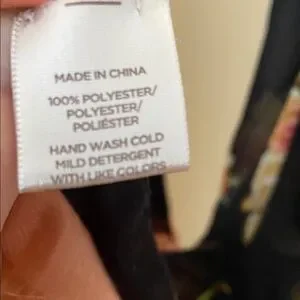 MADE IN CHINA
100% POLYESTER/
POLYESTER/
POLIÉSTER
HAND WASH COLD
MILD DETERGENT
WITH LIKE COLORS